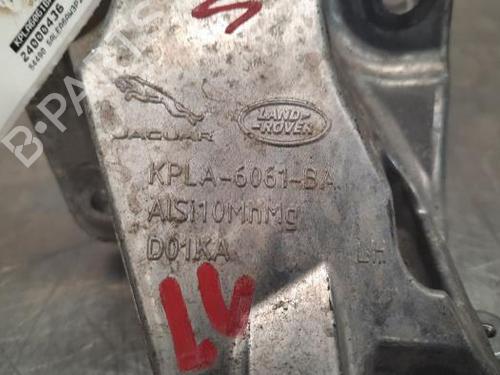 24000436
JAGUAR
LAND
ROVER
KPLA-6061-BA
AlSi10MnMg
D01KA
LH
LV
B-PARTS